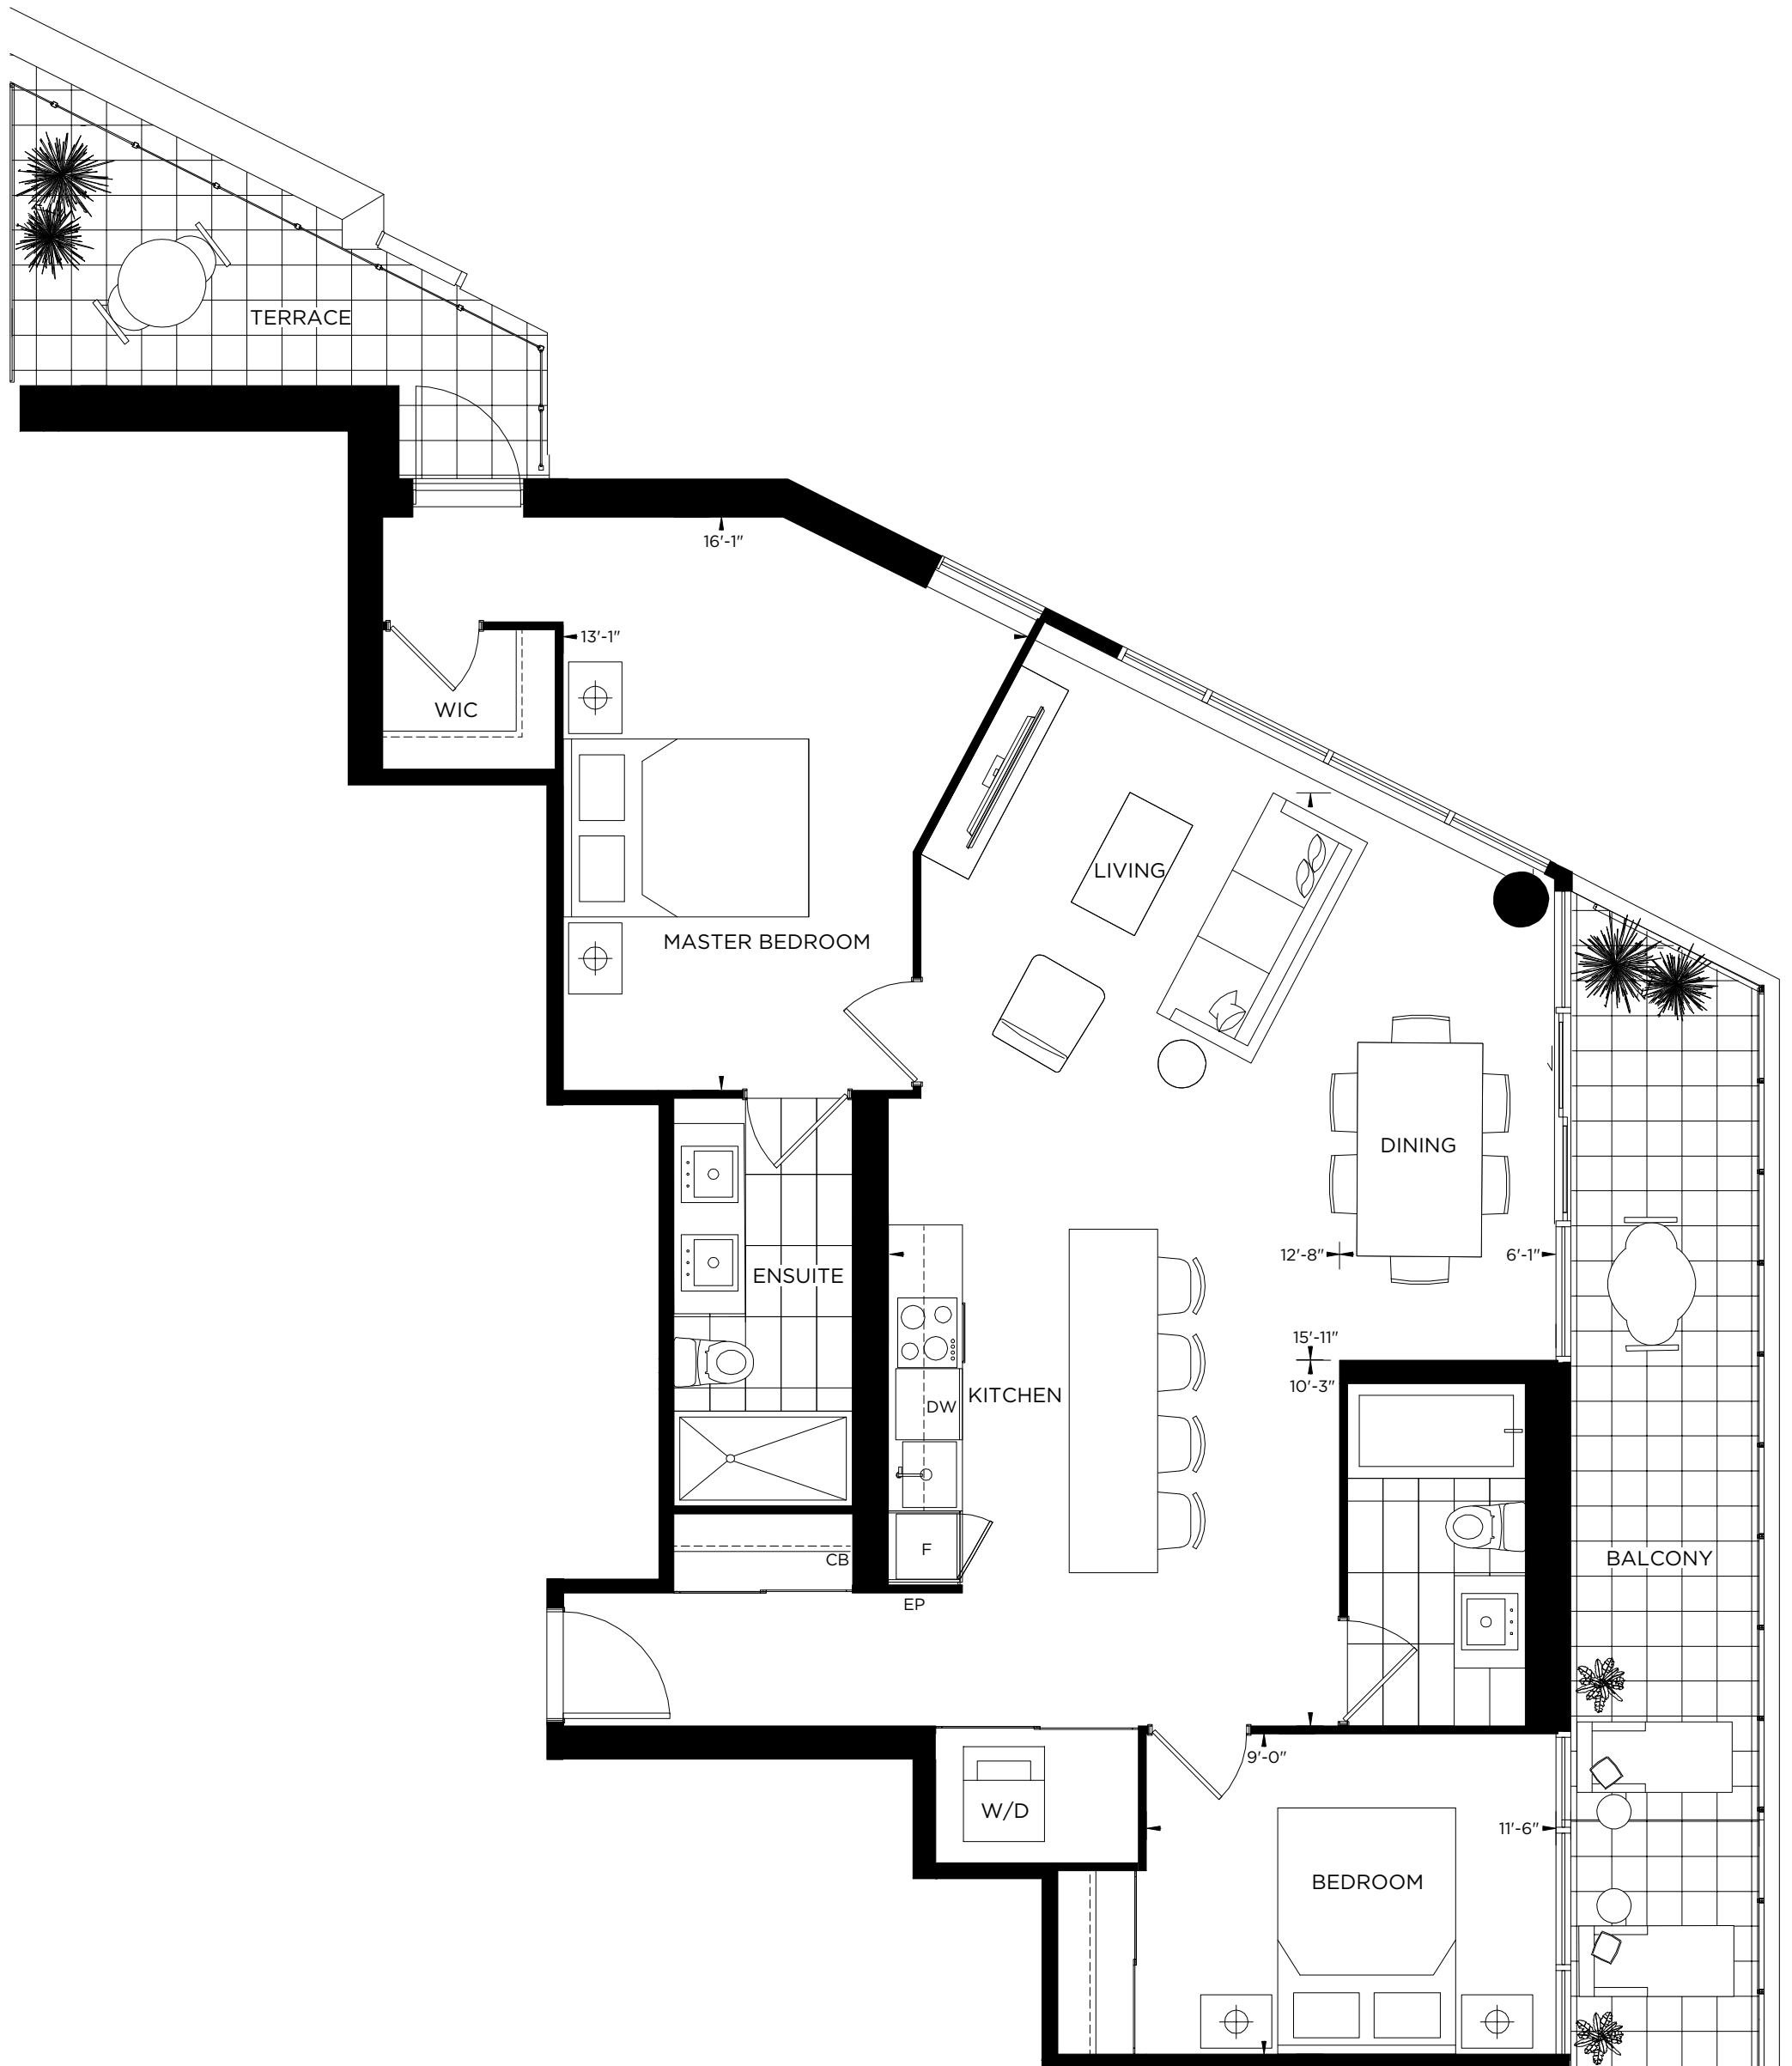 TERRACE
16'-1"
13'-1"
WIC
LIVING
MASTER BEDROOM
DINING
12'-8"
6'-1"
ENSUITE
15'-11"
10'-3"
KITCHEN
DW
F
CB
BALCONY
EP
9'-0"
W/D
11'-6"
BEDROOM